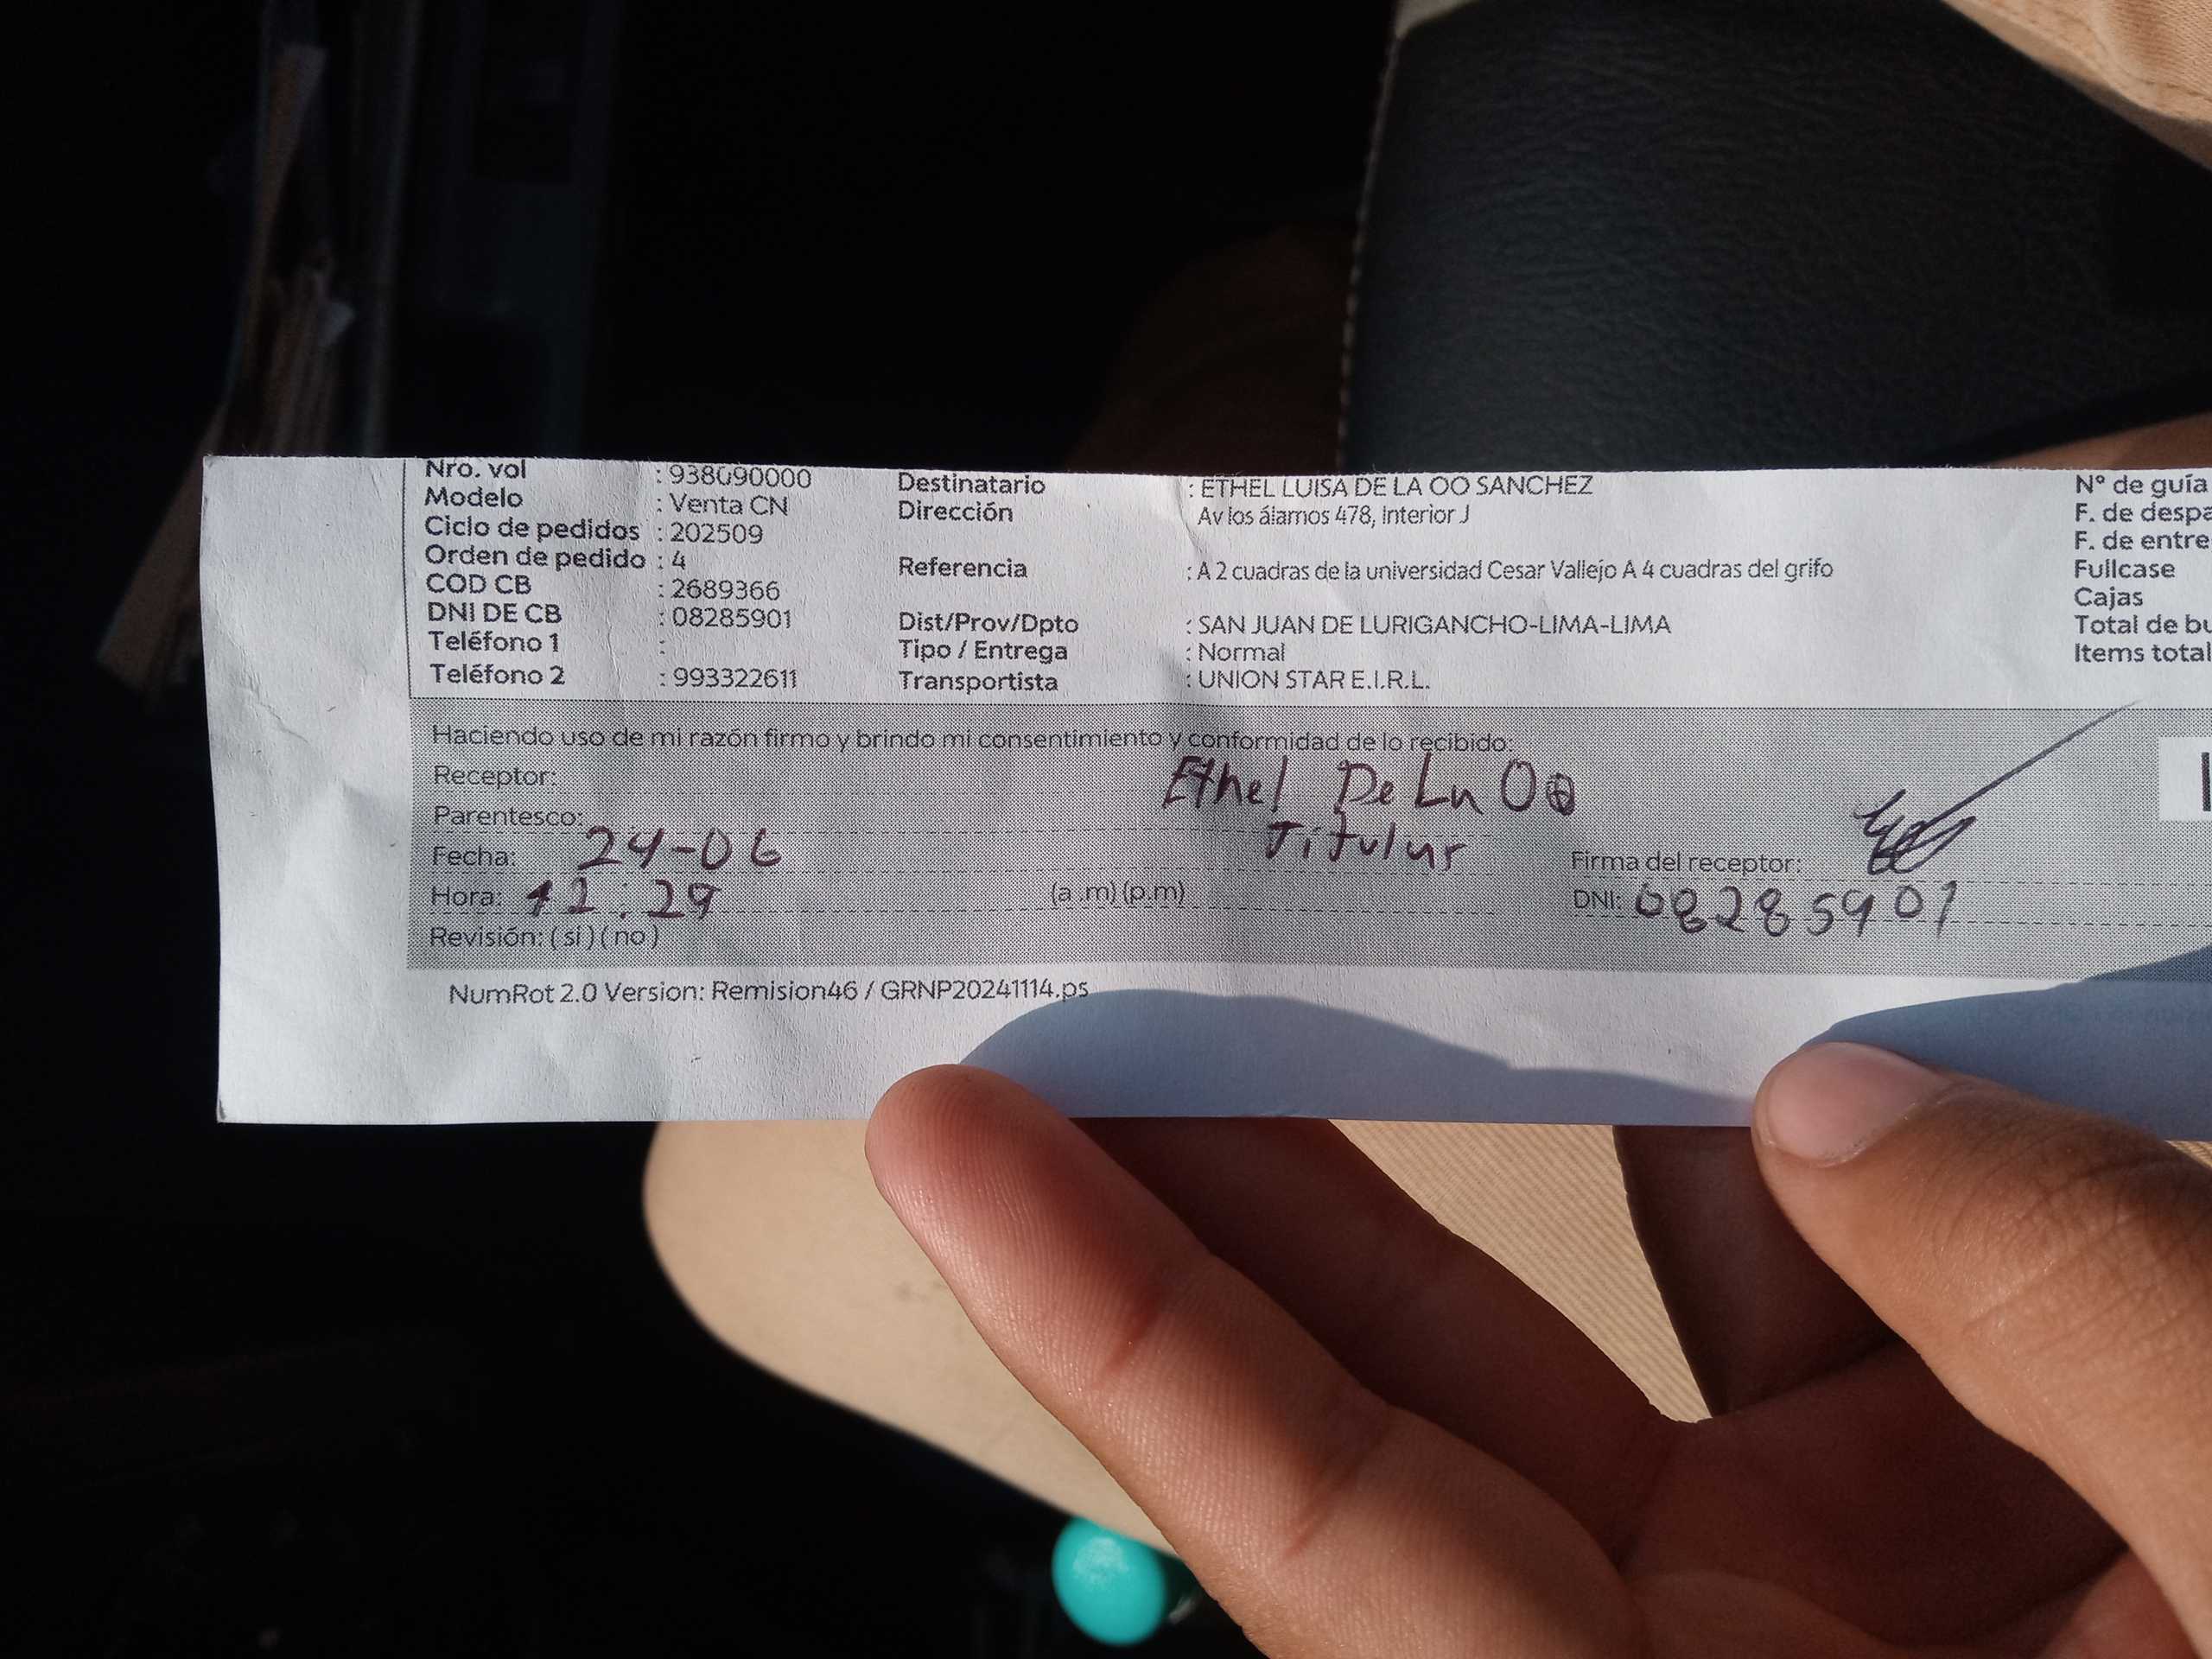 Nro. vol : 938090000
Modelo : Venta CN
Ciclo de pedidos : 202509
Orden de pedido : 4
COD CB : 2689366
DNI DE CB : 08285901
Teléfono 1 :
Teléfono 2 : 993322611
Destinatario : ETHEL LUISA DE LA OO SANCHEZ
Dirección Av los álamos 478, Interior J
Referencia : A 2 cuadras de la universidad Cesar Vallejo A 4 cuadras del grifo
Dist/Prov/Dpto : SAN JUAN DE LURIGANCHO-LIMA-LIMA
Tipo / Entrega : Normal
Transportista : UNION STAR E.I.R.L.
N° de guía
F. de despa
F. de entre
Fullcase
Cajas
Total de bu
Items total
Haciendo uso de mi razón firmo y brindo mi consentimiento y conformidad de lo recibido:
Receptor: Ethel De La OO
Parentesco: Titular
Fecha: 24-06
Firma del receptor:
Hora: 12:29 (a .m) (p.m)
DNI: 08285901
Revisión: ( sí ) ( no )
NumRot 2.0 Version: Remision46 / GRNP20241114.ps